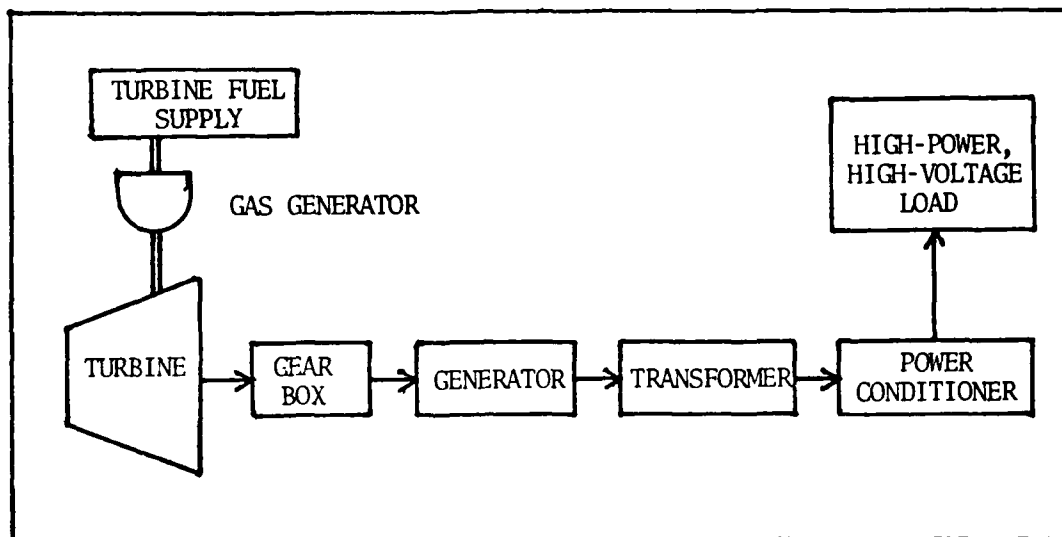 TURBINE FUEL
SUPPLY
GAS GENERATOR
HIGH-POWER,
HIGH-VOLTAGE
LOAD
TURBINE
GEAR
BOX
GENERATOR
TRANSFORMER
POWER
CONDITIONER